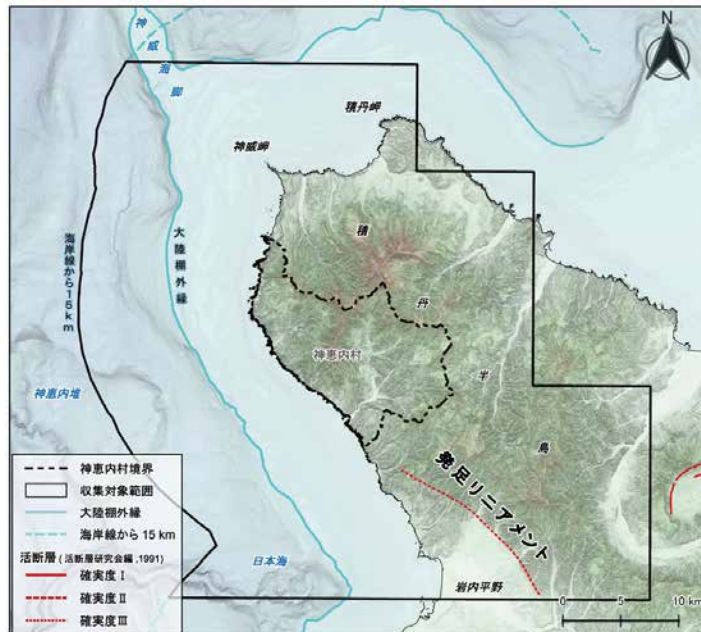 神威海脚
N
積丹岬
神威岬
積
丹
半
島
大陸棚外縁
海岸線から15km
神恵内村
神恵内堆
発足リニアメント
日本海
岩内平野
神恵内村境界
収集対象範囲
大陸棚外縁
海岸線から 15 km
活断層 (活断層研究会編,1991)
確実度 I
確実度 II
確実度 III
0 5 10 km